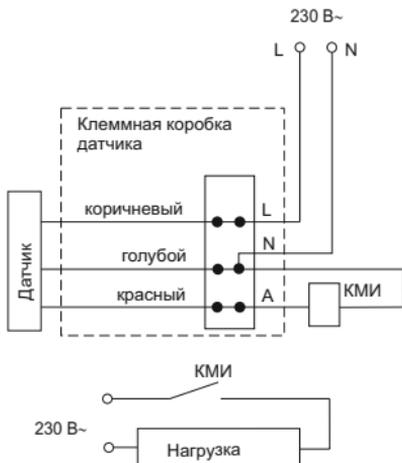 230 В~
L N
Клеммная коробка
датчика
коричневый L
N
голубой
Датчик
красный A КМИ
КМИ
230 В~
Нагрузка